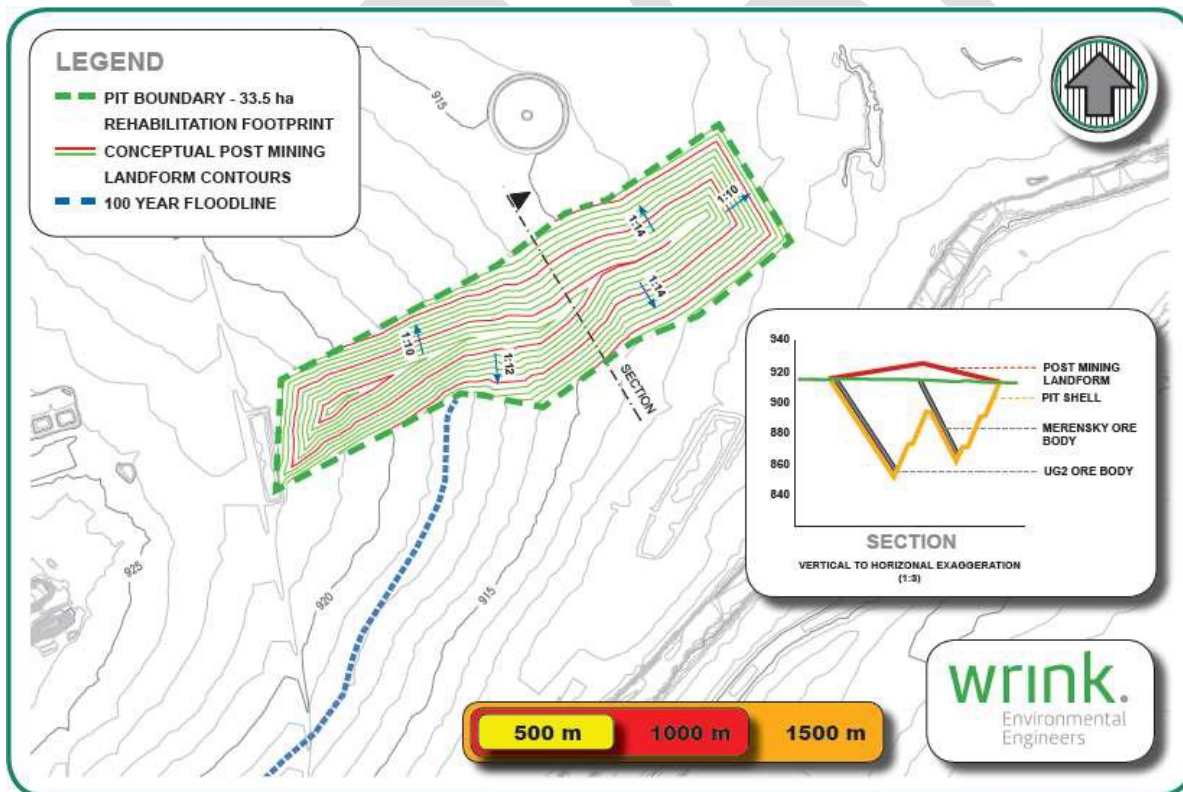 LEGEND
PIT BOUNDARY - 33.5 ha
REHABILITATION FOOTPRINT
CONCEPTUAL POST MINING
LANDFORM CONTOURS
100 YEAR FLOODLINE
915
1:10
1:14
1:14
1:10
1:12
SECTION
925
920
915
940
920
900
880
860
840
POST MINING
LANDFORM
PIT SHELL
MERENSKY ORE
BODY
UG2 ORE BODY
SECTION
VERTICAL TO HORIZONAL EXAGGERATION
(1:3)
500 m
1000 m
1500 m
wrink.
Environmental
Engineers